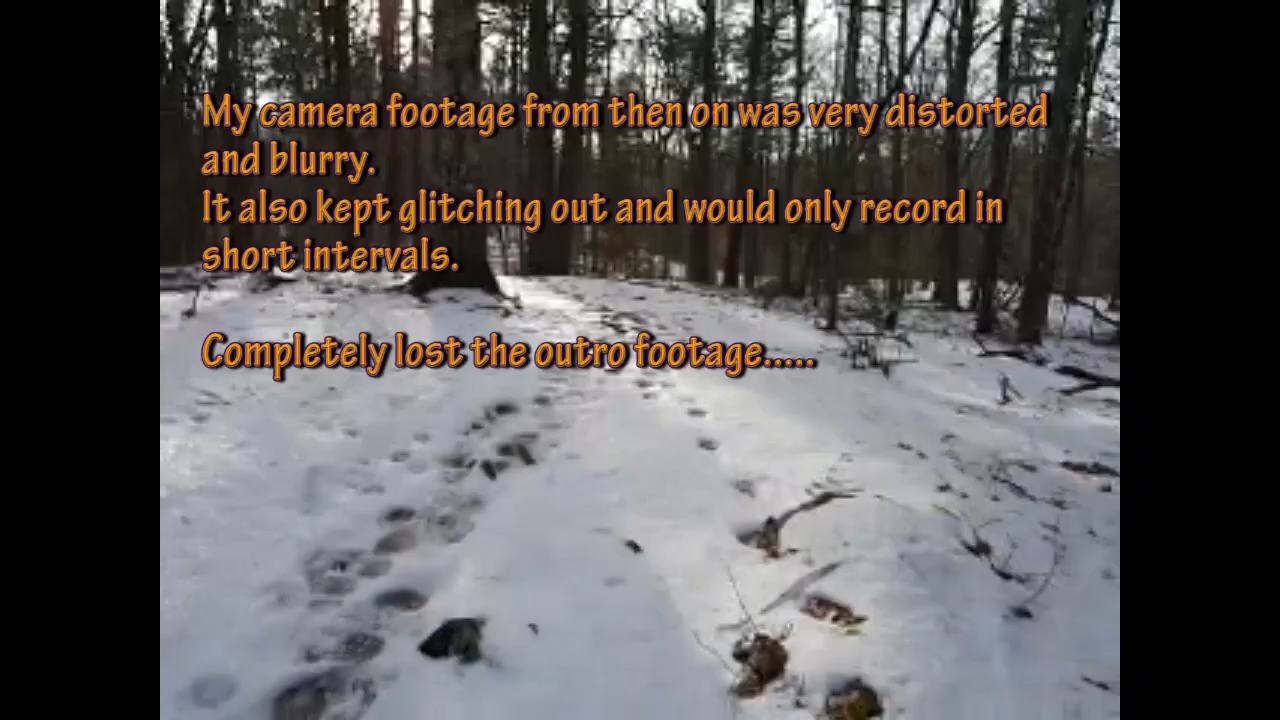 My camera footage from then on was very distorted
and blurry.
It also kept glitching out and would only record in
short intervals.
Completely lost the outro footage.....